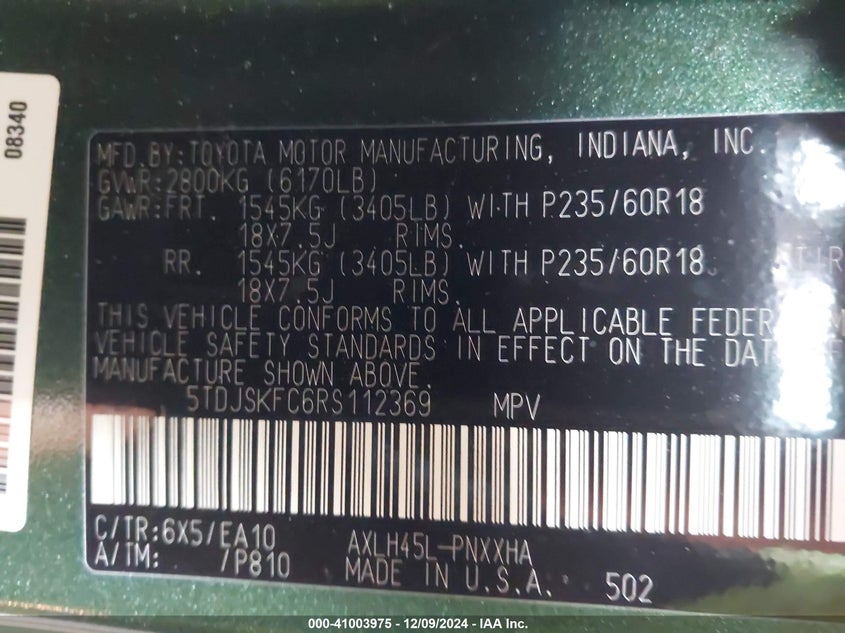 08340
MFD.BY:TOYOTA MOTOR MANUFACTURING, INDIANA, INC.
GVWR:2800KG (6170LB)
GAWR:FRT. 1545KG (3405LB) WITH P235/60R18
18X7.5J RIMS.
RR. 1545KG (3405LB) WITH P235/60R18 TIR
18X7.5J RIMS.
THIS VEHICLE CONFORMS TO ALL APPLICABLE FEDER M
VEHICLE SAFETY STANDARDS IN EFFECT ON THE DAT F
MANUFACTURE SHOWN ABOVE.
5TDJSKFC6RS112369 MPV
C/TR:6X5/EA10 AXLH45L-PNXXHA
A/TM: /P810 MADE IN U.S.A. 502
000-41003975 - 12/09/2024 - IAA Inc.